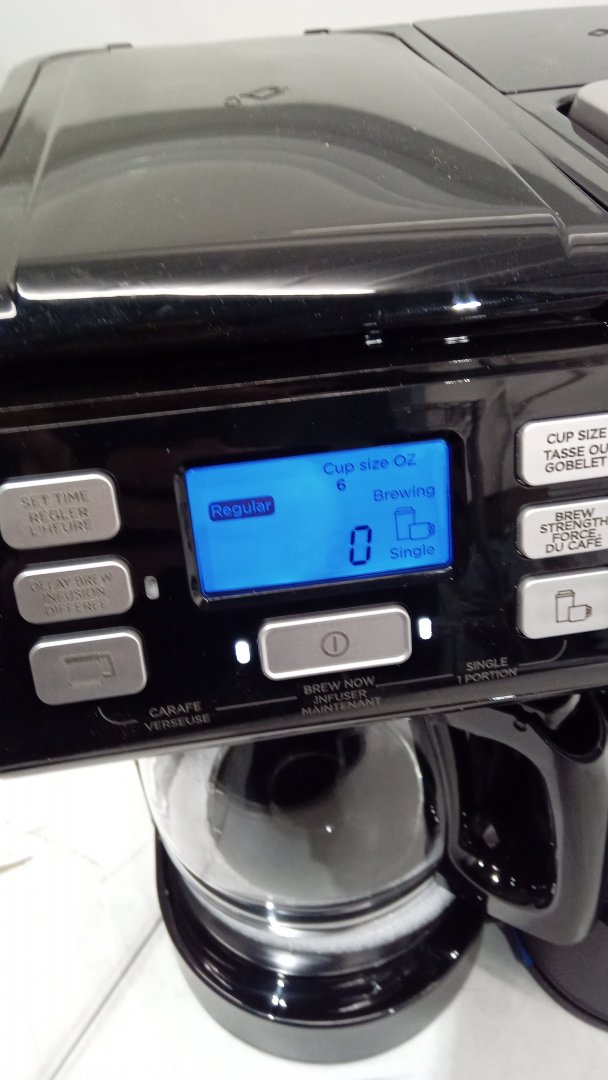 CUP SIZE
TASSE OU
GOBELET
Cup size OZ
6
Brewing
Regular
0
Single
SET TIME
RÉGLER
L'HEURE
BREW
STRENGTH
FORCE
DU CAFÉ
DELAY BREW
INFUSION
DIFFÉRÉE
SINGLE
1 PORTION
BREW NOW
INFUSER
MAINTENANT
CARAFE
VERSEUSE